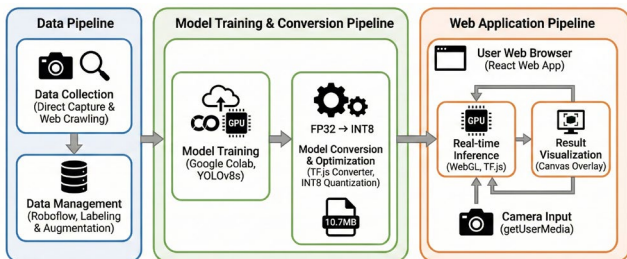 Data Pipeline
Data Collection
(Direct Capture &
Web Crawling)
Data Management
(Roboflow, Labeling
& Augmentation)
Model Training & Conversion Pipeline
GPU
Model Training
(Google Colab,
YOLOv8s)
FP32 → INT8
Model Conversion
& Optimization
(TF.js Converter,
INT8 Quantization)
10.7MB
Web Application Pipeline
User Web Browser
(React Web App)
GPU
Real-time
Inference
(WebGL, TF.js)
Result
Visualization
(Canvas Overlay)
Camera Input
(getUserMedia)